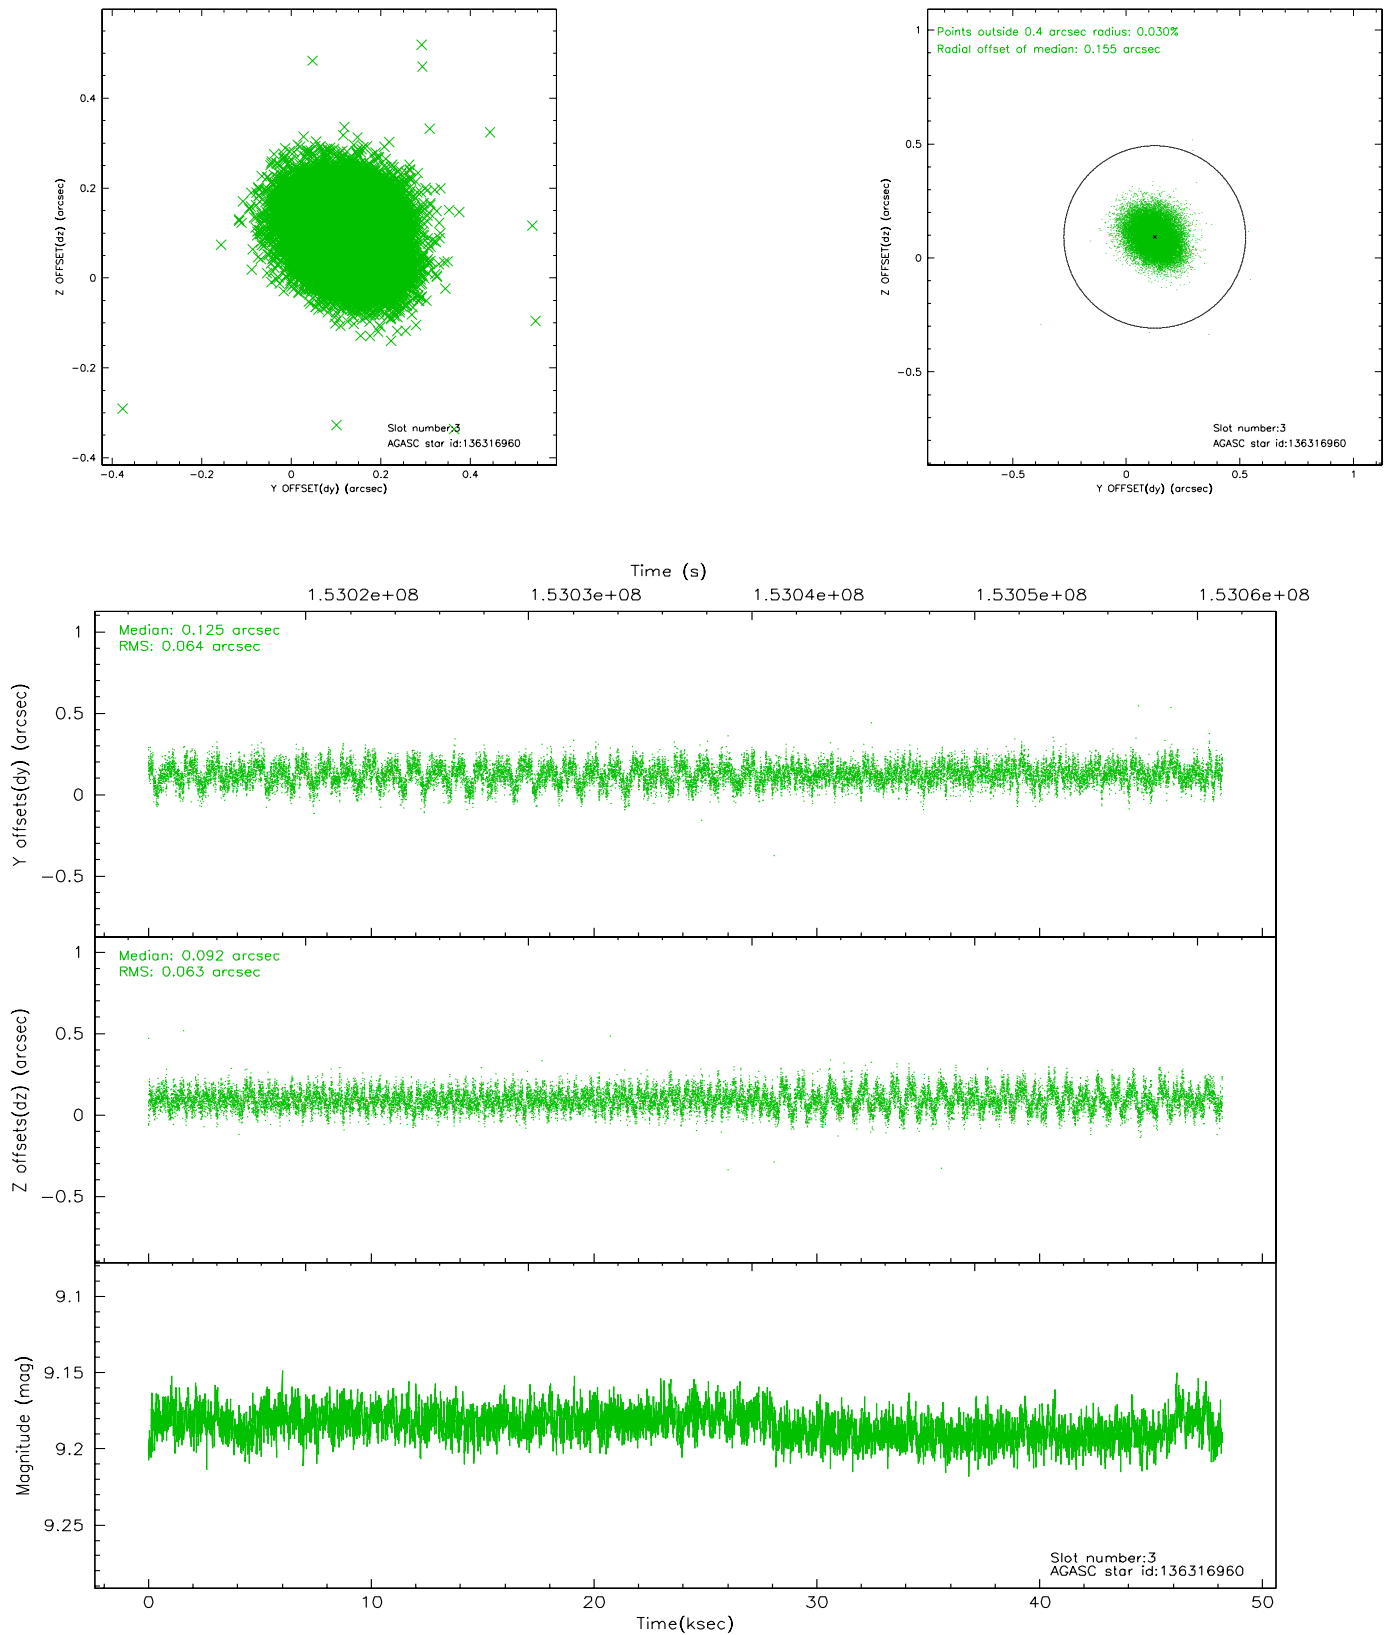 0.4
0.2
0
−0.2
−0.4
Z OFFSET(dz) (arcsec)
−0.4
−0.2
0
0.2
0.4
Y OFFSET(dy) (arcsec)
Slot number:3
AGASC star id:136316960
Points outside 0.4 arcsec radius: 0.030%
Radial offset of median: 0.155 arcsec
1
0.5
0
−0.5
Z OFFSET(dz) (arcsec)
−0.5
0
0.5
1
Y OFFSET(dy) (arcsec)
Slot number:3
AGASC star id:136316960
Time (s)
1.5302e+08
1.5303e+08
1.5304e+08
1.5305e+08
1.5306e+08
Median: 0.125 arcsec
RMS: 0.064 arcsec
1
0.5
0
−0.5
Y offsets(dy) (arcsec)
Median: 0.092 arcsec
RMS: 0.063 arcsec
1
0.5
0
−0.5
Z offsets(dz) (arcsec)
9.1
9.15
9.2
9.25
Magnitude (mag)
Slot number:3
AGASC star id:136316960
0
10
20
30
40
50
Time(ksec)